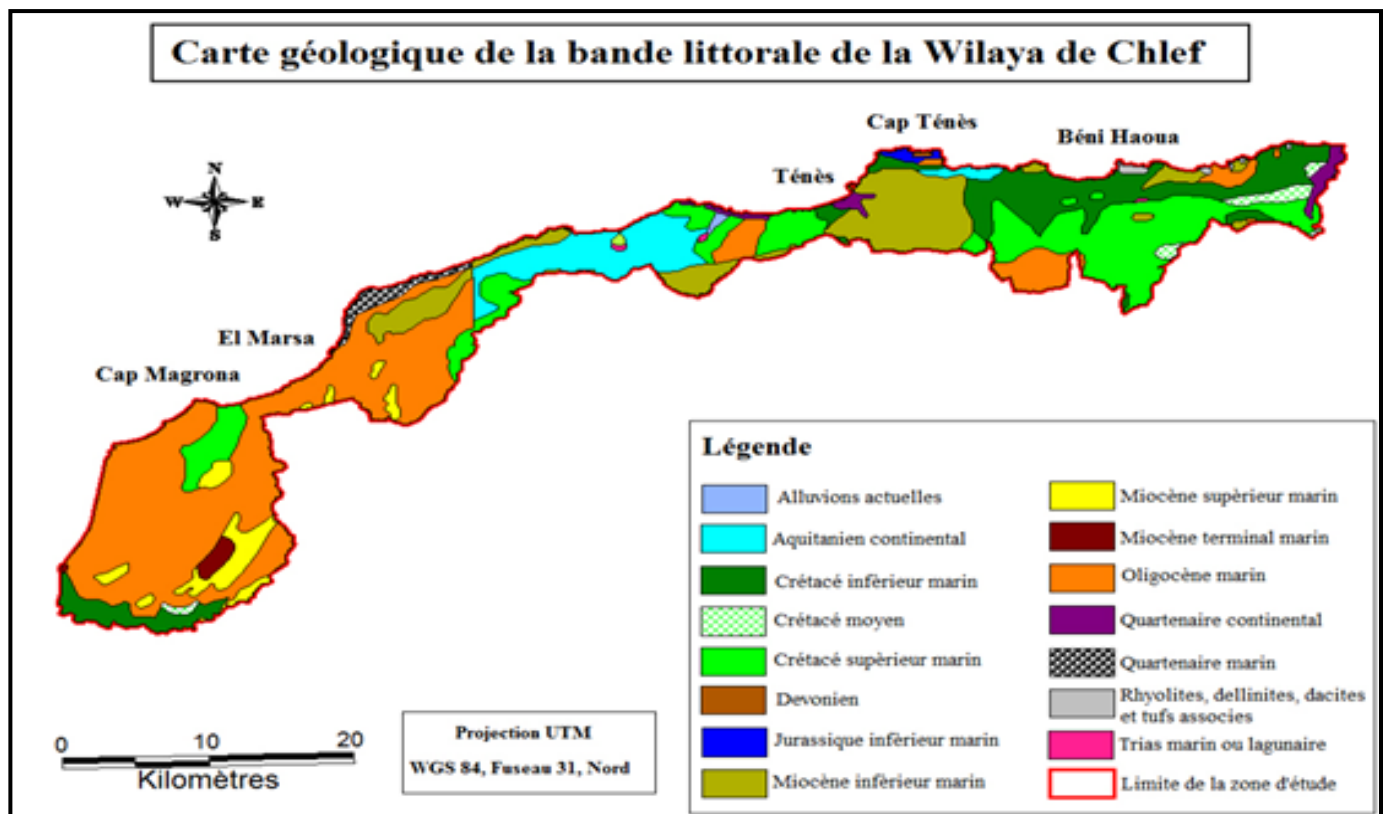 Carte géologique de la bande littorale de la Wilaya de Chlef
Cap Ténès
Béni Haoua
Ténès
N
W E
S
El Marsa
Cap Magrona
Légende
Alluvions actuelles
Aquitanien continental
Crétacé infèrieur marin
Crétacé moyen
Crétacé supèrieur marin
Devonien
Jurassique infèrieur marin
Miocène infèrieur marin
Miocène supèrieur marin
Miocène terminal marin
Oligocène marin
Quartenaire continental
Quartenaire marin
Rhyolites, dellinites, dacites
et tufs associes
Trias marin ou lagunaire
Limite de la zone d'étude
0 10 20
Kilomètres
Projection UTM
WGS 84, Fuseau 31, Nord